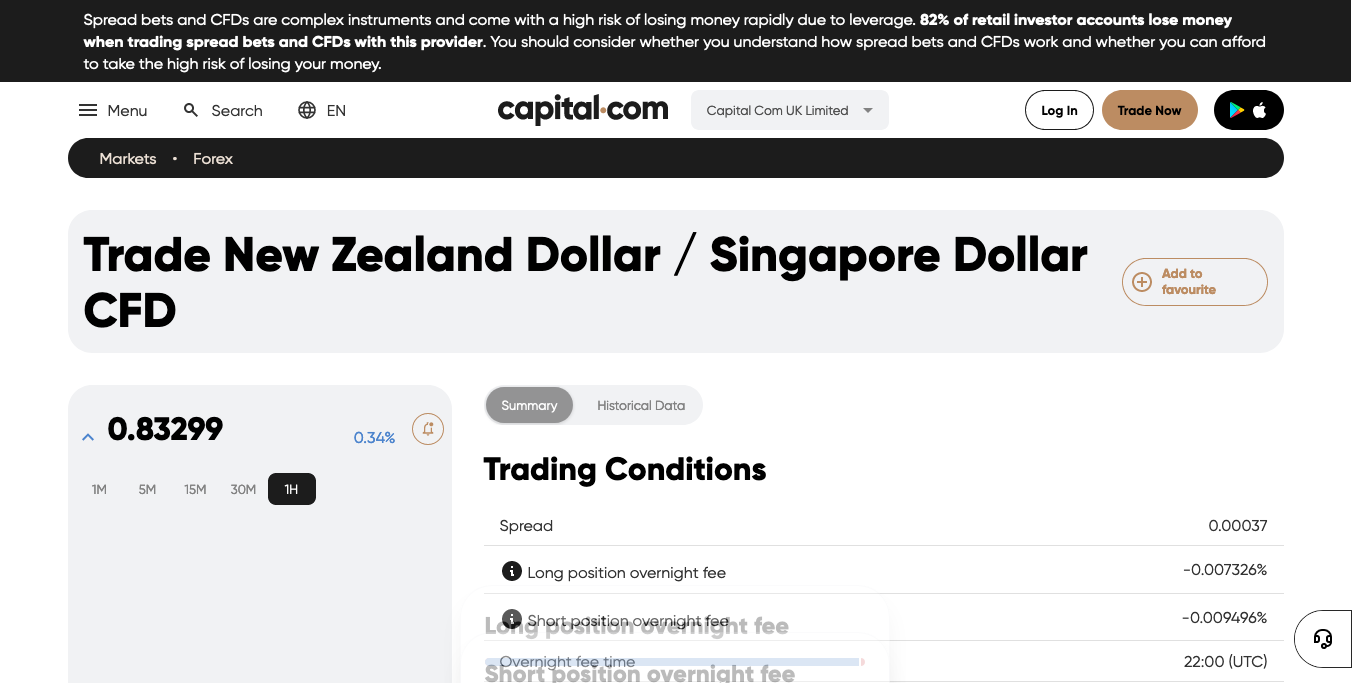 Spread bets and CFDs are complex instruments and come with a high risk of losing money rapidly due to leverage. 82% of retail investor accounts lose money
when trading spread bets and CFDs with this provider. You should consider whether you understand how spread bets and CFDs work and whether you can afford
to take the high risk of losing your money.
Menu Search EN capital.com Capital Com UK Limited Log In Trade Now
Markets • Forex
Trade New Zealand Dollar / Singapore Dollar
CFD
Add to
favourite
0.83299 0.34%
1M 5M 15M 30M 1H
Summary Historical Data
Trading Conditions
Spread 0.00037
Long position overnight fee -0.007326%
Short position overnight fee -0.009496%
Long position overnight fee
Overnight fee time 22:00 (UTC)
Short position overnight fee